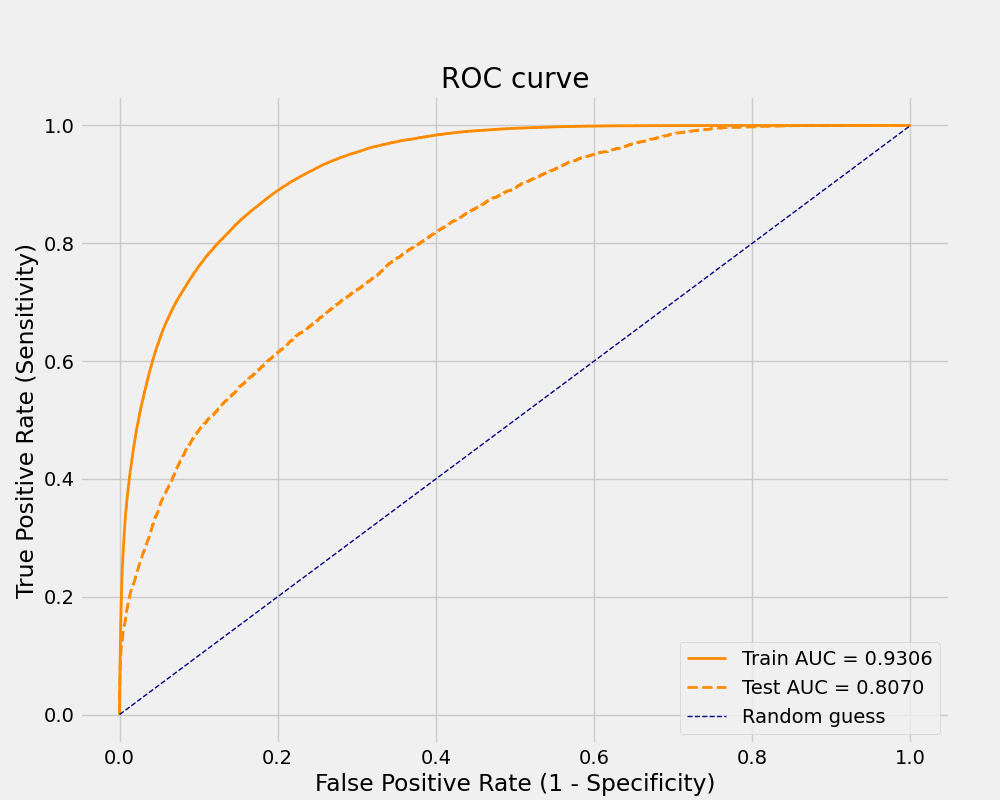 ROC curve
True Positive Rate (Sensitivity)
1.0
0.8
0.6
0.4
0.2
0.0
Train AUC = 0.9306
Test AUC = 0.8070
Random guess
0.0 0.2 0.4 0.6 0.8 1.0
False Positive Rate (1 - Specificity)